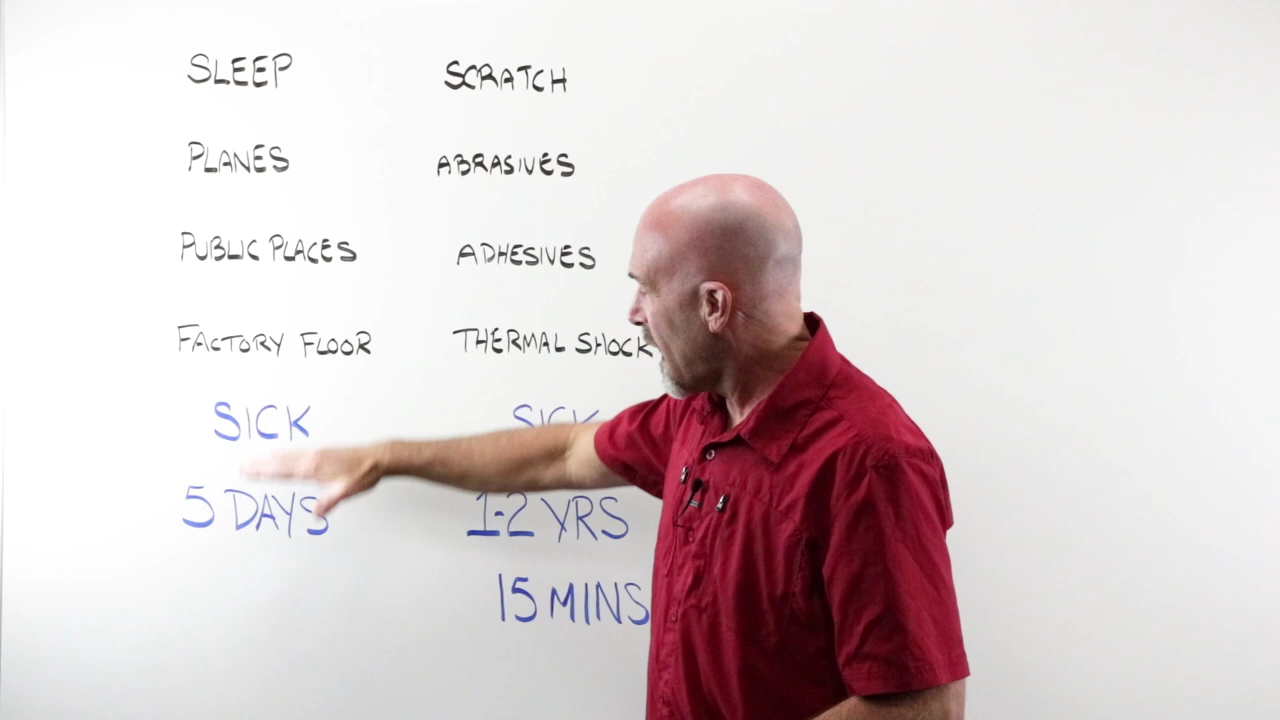 SLEEP SCRATCH
PLANES ABRASIVES
PUBLIC PLACES ADHESIVES
FACTORY FLOOR THERMAL SHOCK
SICK SICK
5 DAYS 1-2 YRS
15 MINS